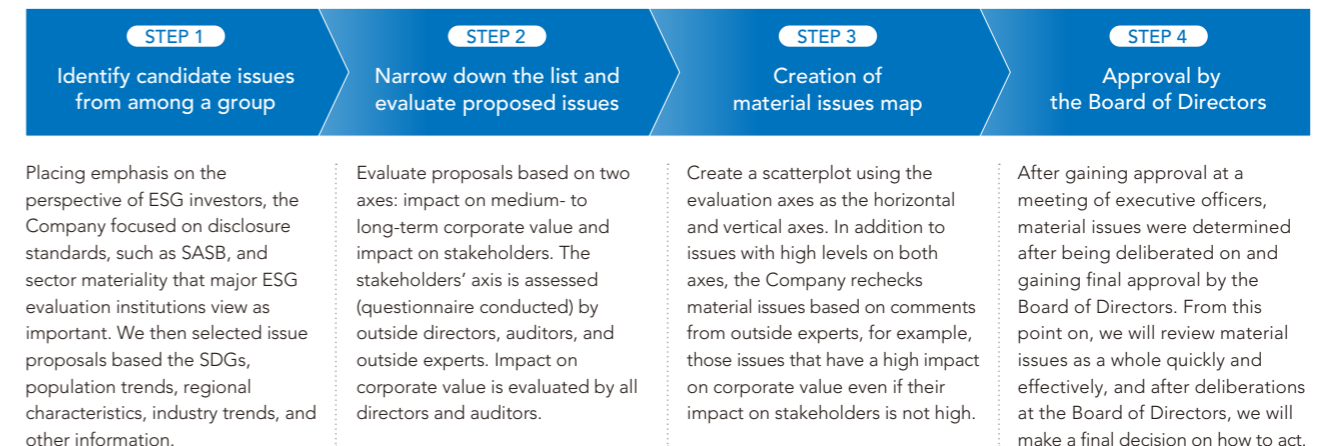 STEP 1
Identify candidate issues
from among a group
Placing emphasis on the
perspective of ESG investors, the
Company focused on disclosure
standards, such as SASB, and
sector materiality that major ESG
evaluation institutions view as
important. We then selected issue
proposals based the SDGs,
population trends, regional
characteristics, industry trends, and
other information.
STEP 2
Narrow down the list and
evaluate proposed issues
Evaluate proposals based on two
axes: impact on medium- to
long-term corporate value and
impact on stakeholders. The
stakeholders’ axis is assessed
(questionnaire conducted) by
outside directors, auditors, and
outside experts. Impact on
corporate value is evaluated by all
directors and auditors.
STEP 3
Creation of
material issues map
Create a scatterplot using the
evaluation axes as the horizontal
and vertical axes. In addition to
issues with high levels on both
axes, the Company rechecks
material issues based on comments
from outside experts, for example,
those issues that have a high impact
on corporate value even if their
impact on stakeholders is not high.
STEP 4
Approval by
the Board of Directors
After gaining approval at a
meeting of executive officers,
material issues were determined
after being deliberated on and
gaining final approval by the
Board of Directors. From this
point on, we will review material
issues as a whole quickly and
effectively, and after deliberations
at the Board of Directors, we will
make a final decision on how to act.